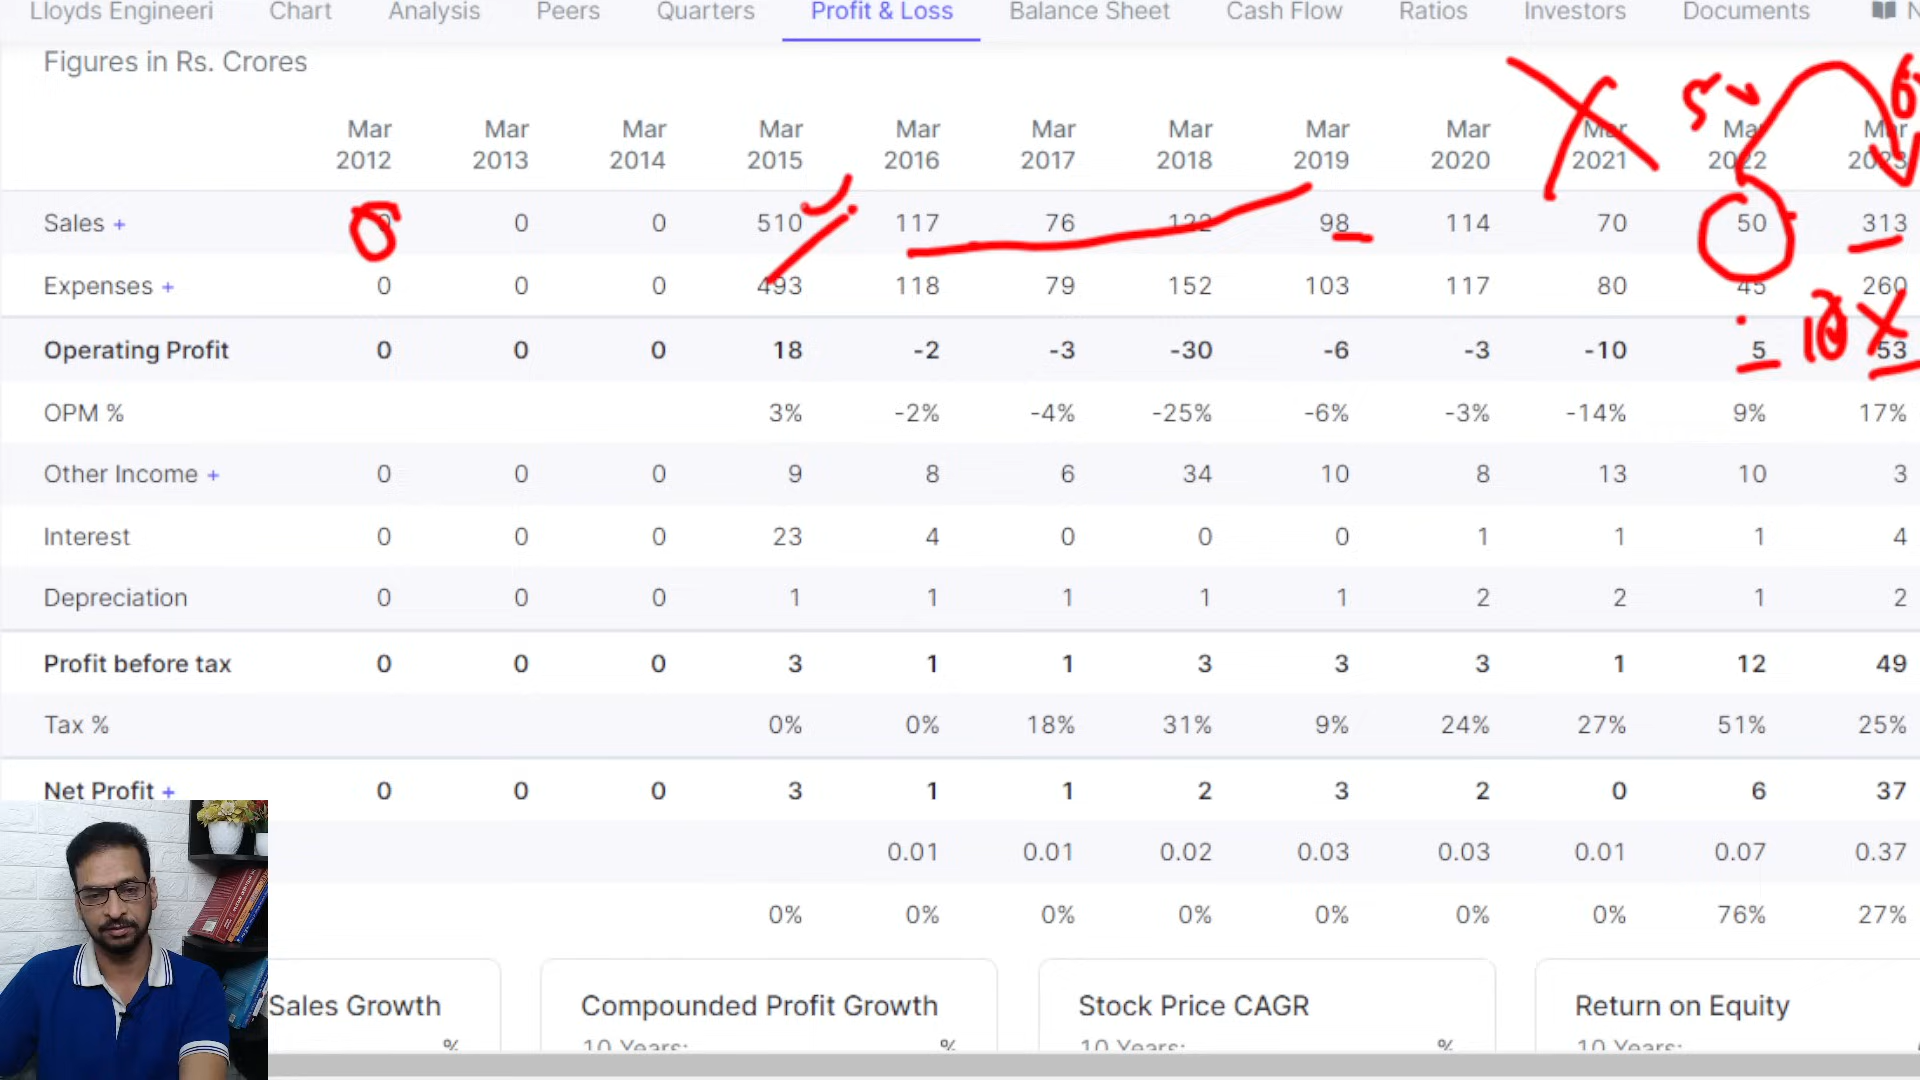 Lloyds Engineeri Chart Analysis Peers Quarters Profit & Loss Balance Sheet Cash Flow Ratios Investors Documents
Figures in Rs. Crores
5 6
Mar Mar Mar Mar Mar Mar Mar Mar Mar Mar Mar Mar
2012 2013 2014 2015 2016 2017 2018 2019 2020 2021 2022 2023
Sales + 0 0 0 510 117 76 122 98 114 70 50 313
Expenses + 0 0 0 493 118 79 152 103 117 80 45 260
10 X
Operating Profit 0 0 0 18 -2 -3 -30 -6 -3 -10 5 53
OPM % 3% -2% -4% -25% -6% -3% -14% 9% 17%
Other Income + 0 0 0 9 8 6 34 10 8 13 10 3
Interest 0 0 0 23 4 0 0 0 1 1 1 4
Depreciation 0 0 0 1 1 1 1 1 2 2 1 2
Profit before tax 0 0 0 3 1 1 3 3 3 1 12 49
Tax % 0% 0% 18% 31% 9% 24% 27% 51% 25%
Net Profit + 0 0 0 3 1 1 2 3 2 0 6 37
0.01 0.01 0.02 0.03 0.03 0.01 0.07 0.37
0% 0% 0% 0% 0% 0% 0% 76% 27%
Sales Growth Compounded Profit Growth Stock Price CAGR Return on Equity
% 10 Years: % 10 Years: % 10 Years: